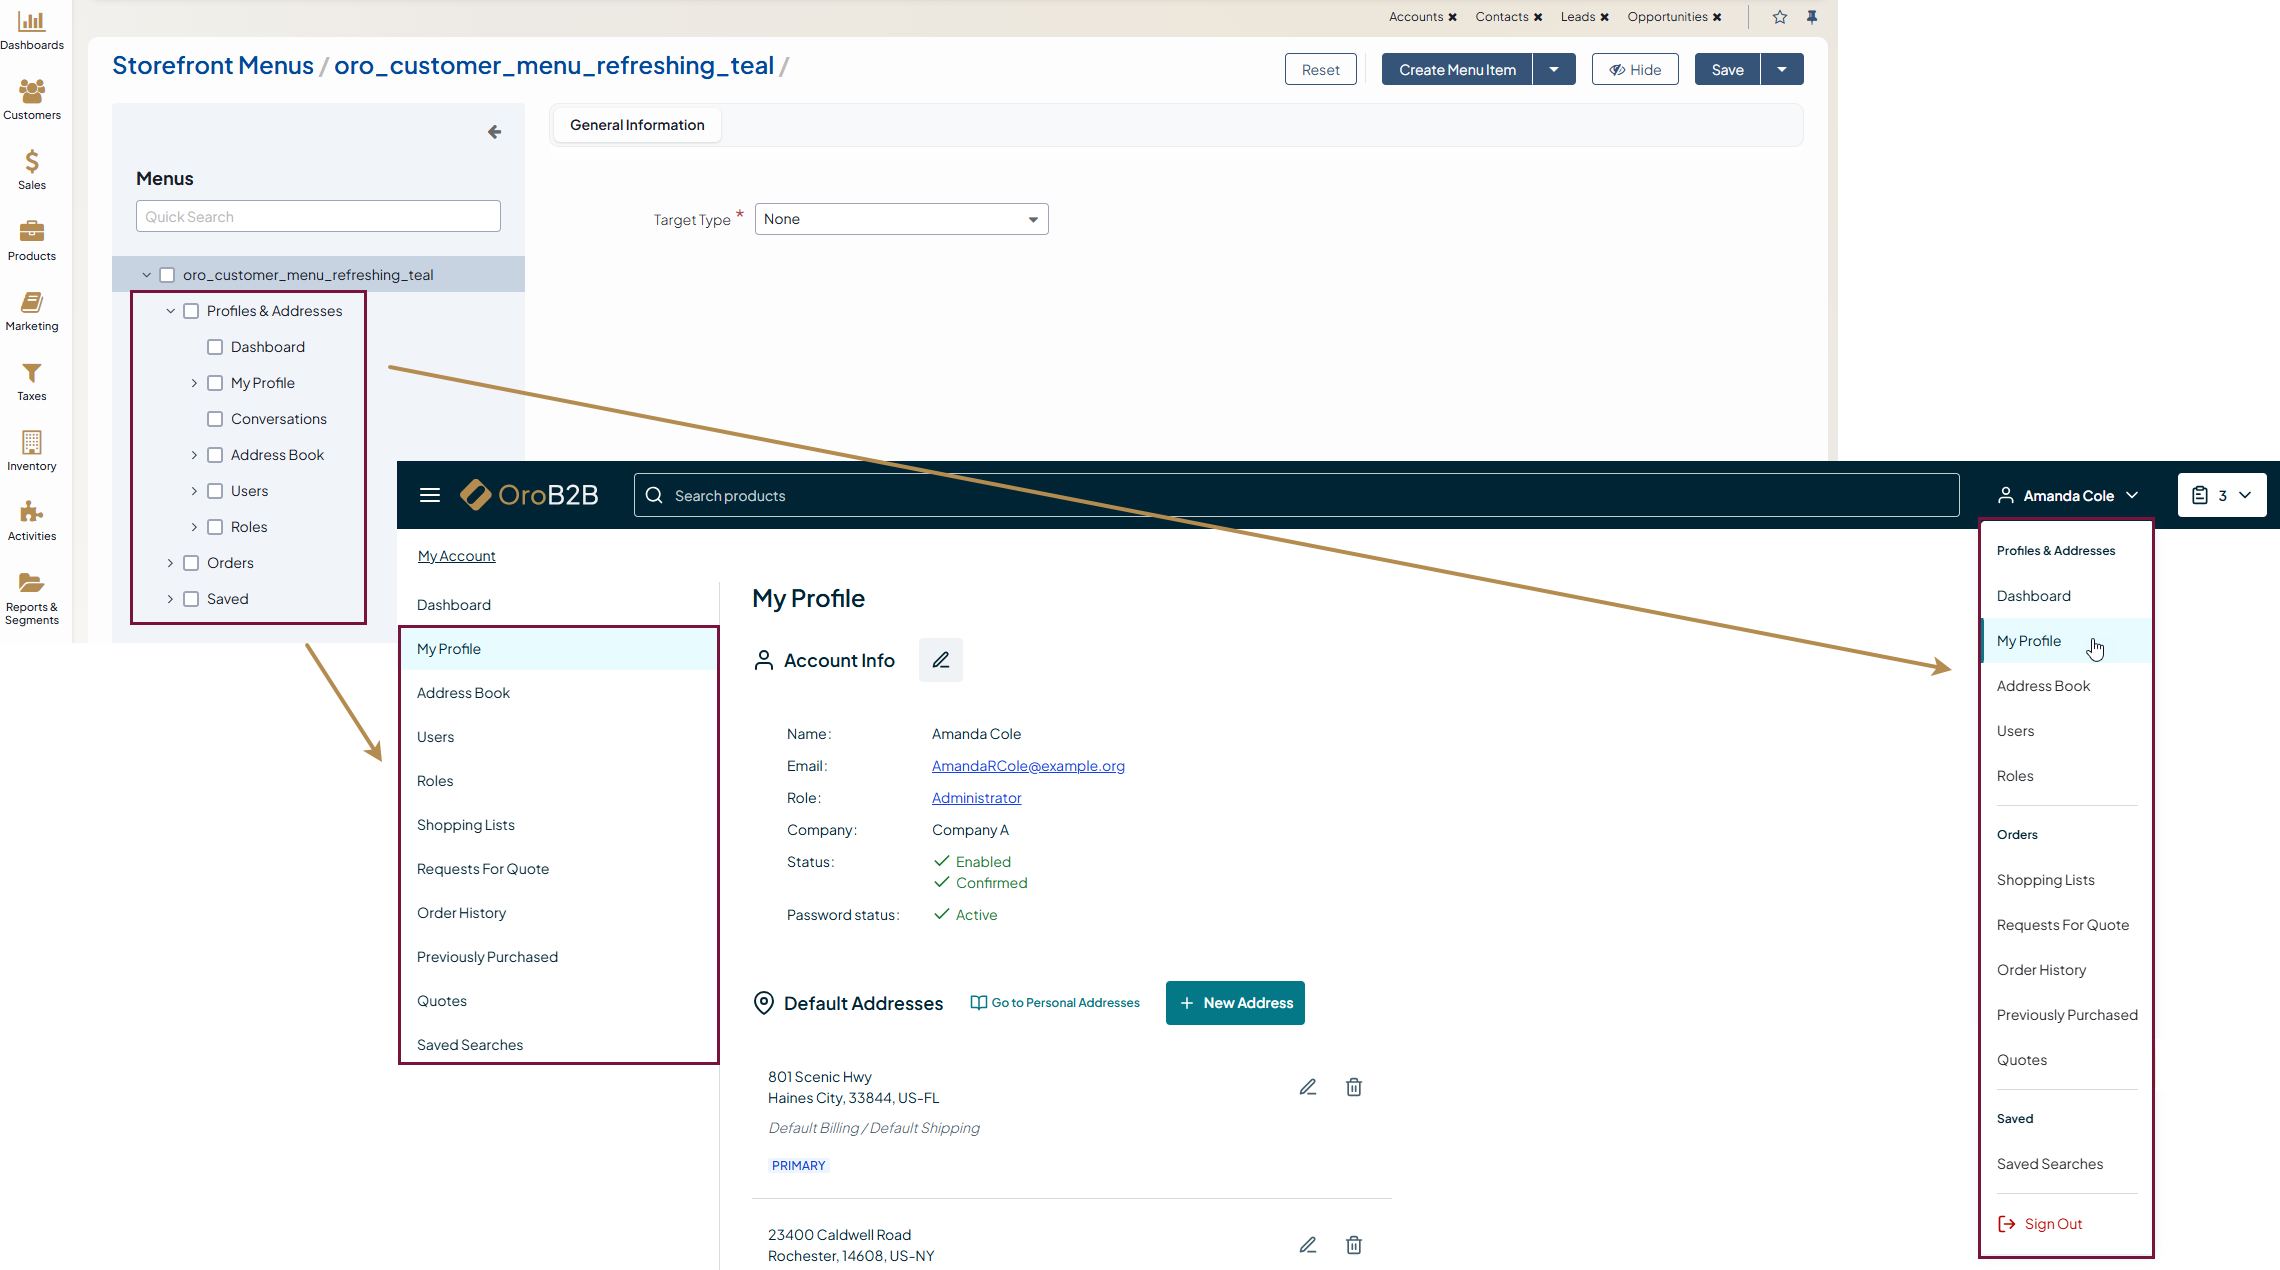 Accounts ✖ Contacts ✖ Leads ✖ Opportunities ✖
Dashboards
Customers
Sales
Products
Marketing
Taxes
Inventory
Activities
Reports &
Segments
Storefront Menus / oro_customer_menu_refreshing_teal /
Reset
Create Menu Item
Hide
Save
Menus
Quick Search
oro_customer_menu_refreshing_teal
Profiles & Addresses
Dashboard
My Profile
Conversations
Address Book
Users
Roles
Orders
Saved
General Information
Target Type *
None
OroB2B
Search products
Amanda Cole
3
My Account
Dashboard
My Profile
Address Book
Users
Roles
Shopping Lists
Requests For Quote
Order History
Previously Purchased
Quotes
Saved Searches
My Profile
Account Info
Name: Amanda Cole
Email: AmandaRCole@example.org
Role: Administrator
Company: Company A
Status: Enabled
Confirmed
Password status: Active
Default Addresses
Go to Personal Addresses
+ New Address
801 Scenic Hwy
Haines City, 33844, US-FL
Default Billing / Default Shipping
PRIMARY
23400 Caldwell Road
Rochester, 14608, US-NY
Profiles & Addresses
Dashboard
My Profile
Address Book
Users
Roles
Orders
Shopping Lists
Requests For Quote
Order History
Previously Purchased
Quotes
Saved
Saved Searches
Sign Out